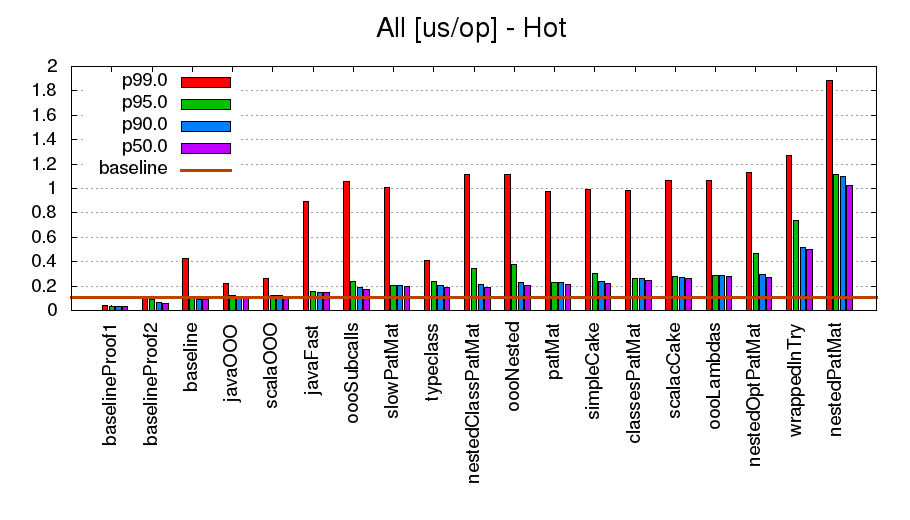 All [us/op] - Hot
2
1.8
1.6
1.4
1.2
1
0.8
0.6
0.4
0.2
0
p99.0
p95.0
p90.0
p50.0
baseline
baselineProof1
baselineProof2
baseline
javaOOO
scalaOOO
javaFast
oooSubcalls
slowPatMat
typeclass
nestedClassPatMat
oooNested
patMat
simpleCake
classesPatMat
scalacCake
oooLambdas
nestedOptPatMat
wrappedInTry
nestedPatMat